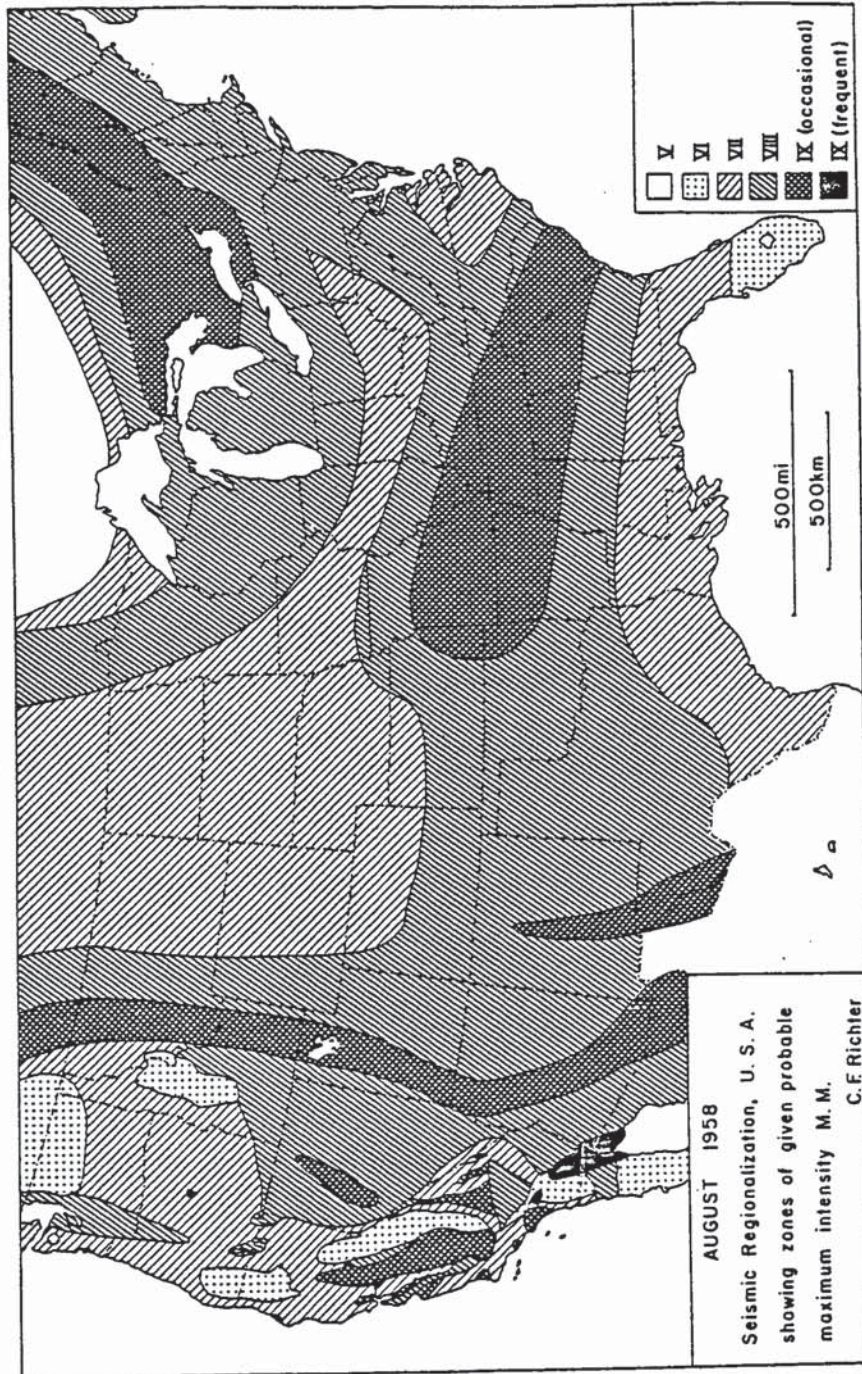 AUGUST 1958
Seismic Regionalization, U. S. A.
showing zones of given probable
maximum intensity M. M.
C. F. Richter
500mi
500km
V
VI
VII
VIII
IX (occasional)
IX (frequent)